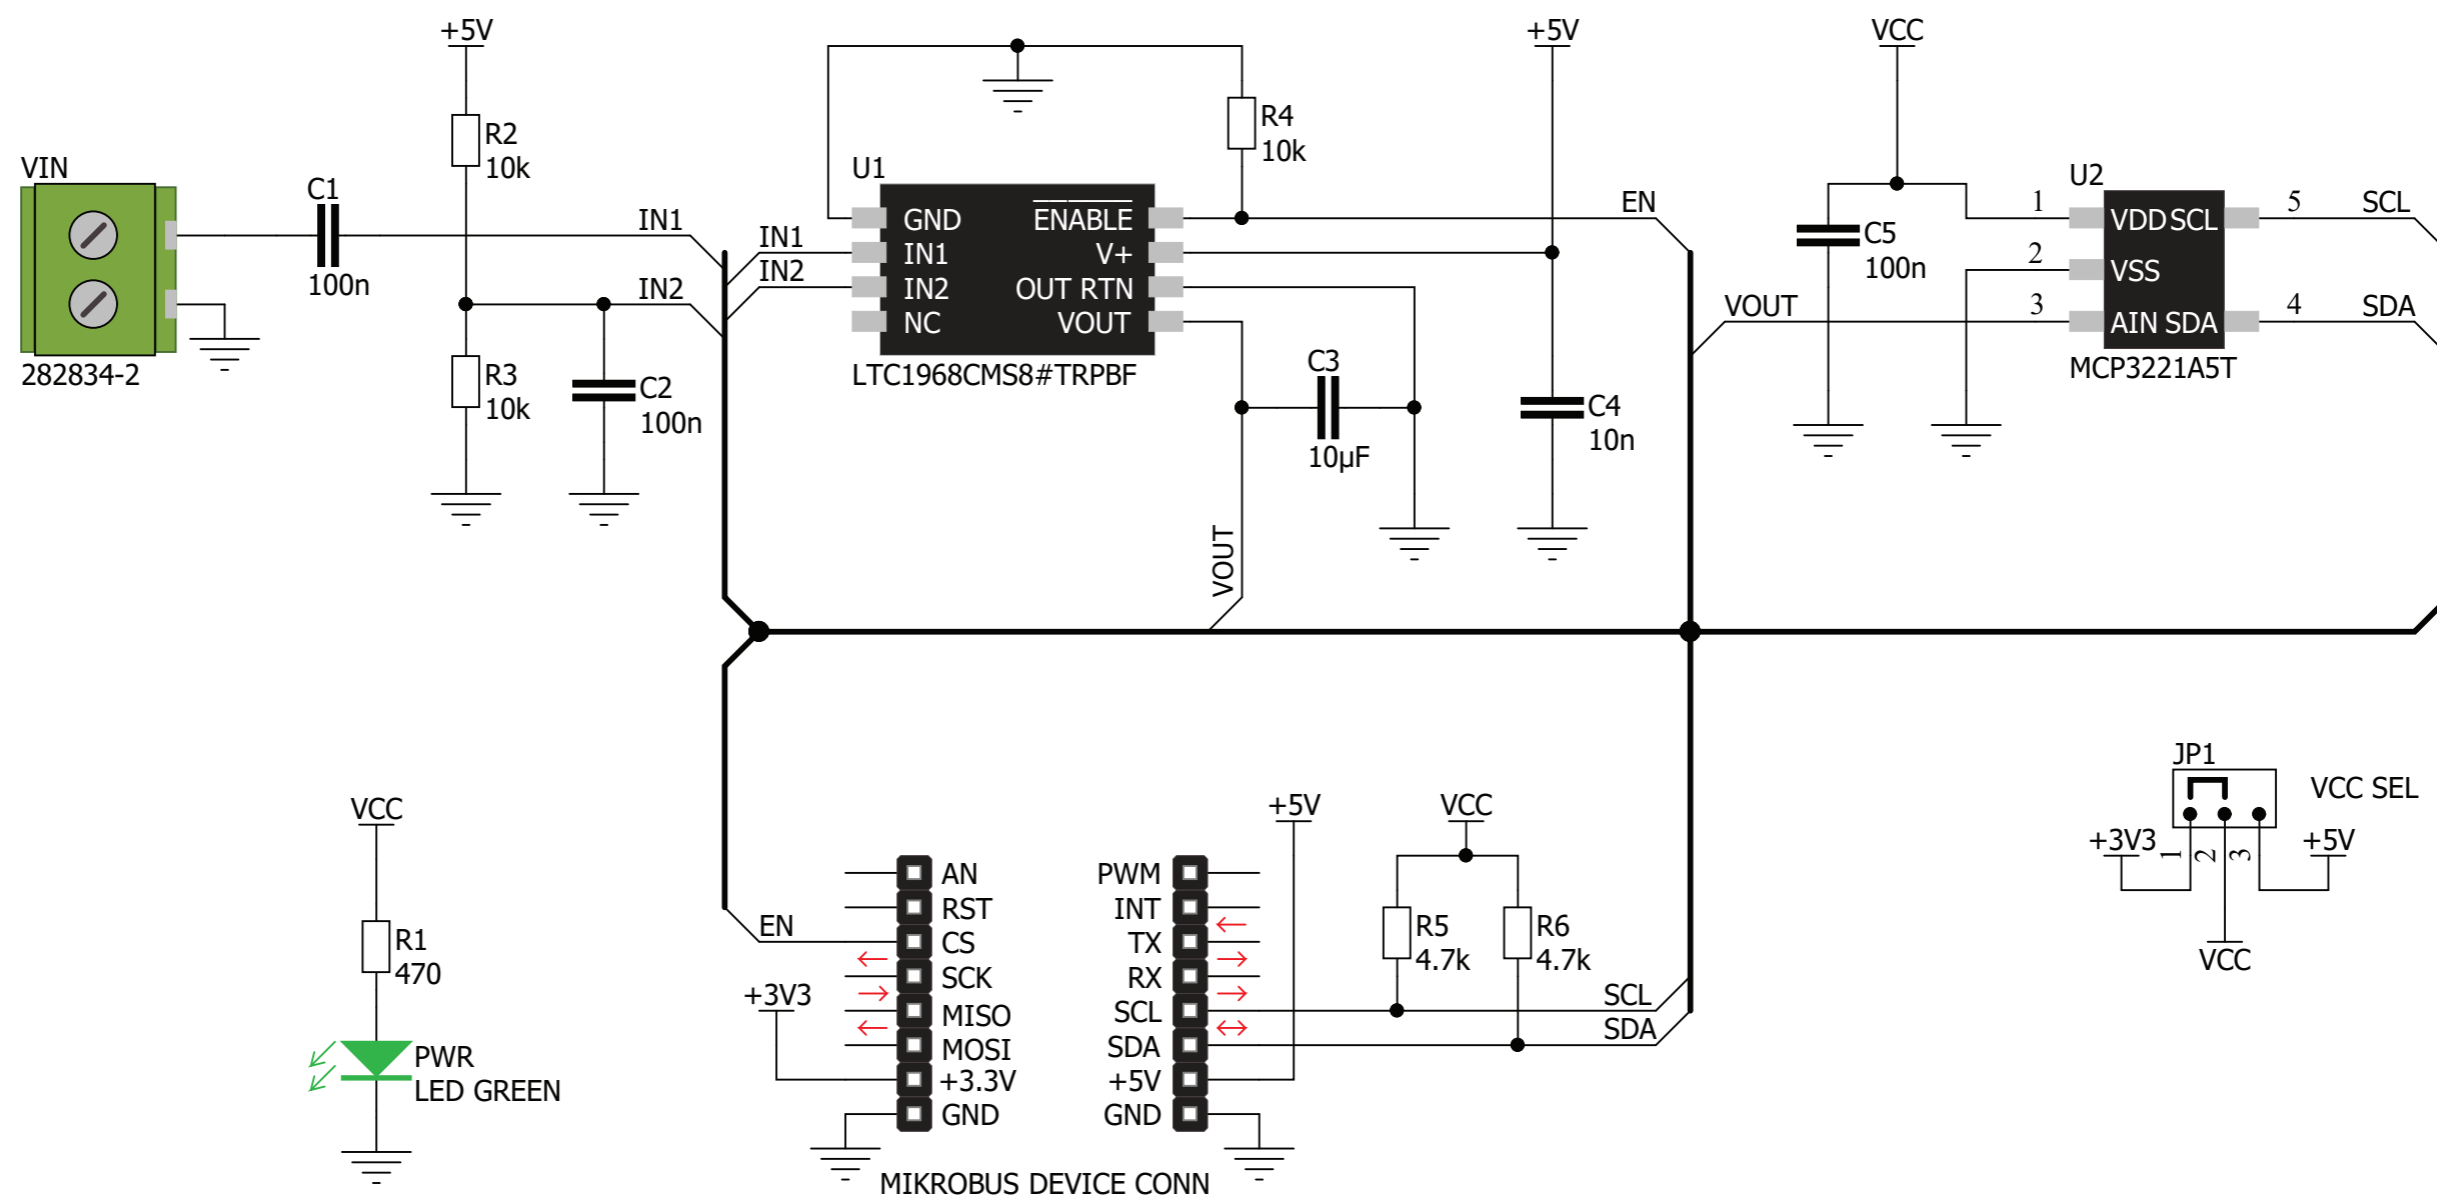 +5V
R2
10k
VIN
282834-2
C1
100n
R3
10k
C2
100n
IN1
IN2
IN1
IN2
U1
GND
IN1
IN2
NC
ENABLE
V+
OUT RTN
VOUT
LTC1968CMS8#TRPBF
R4
10k
C3
10µF
VOUT
+5V
C4
10n
EN
VCC
C5
100n
VOUT
U2
1
2
3
VDD SCL
VSS
AIN SDA
5
4
SCL
SDA
MCP3221A5T
VCC
R1
470
PWR
LED GREEN
EN
+3V3
AN
RST
CS
SCK
MISO
MOSI
+3.3V
GND
PWM
INT
TX
RX
SCL
SDA
+5V
GND
MIKROBUS DEVICE CONN
+5V
VCC
R5
4.7k
R6
4.7k
SCL
SDA
JP1
VCC SEL
+3V3
1
2
3
+5V
VCC